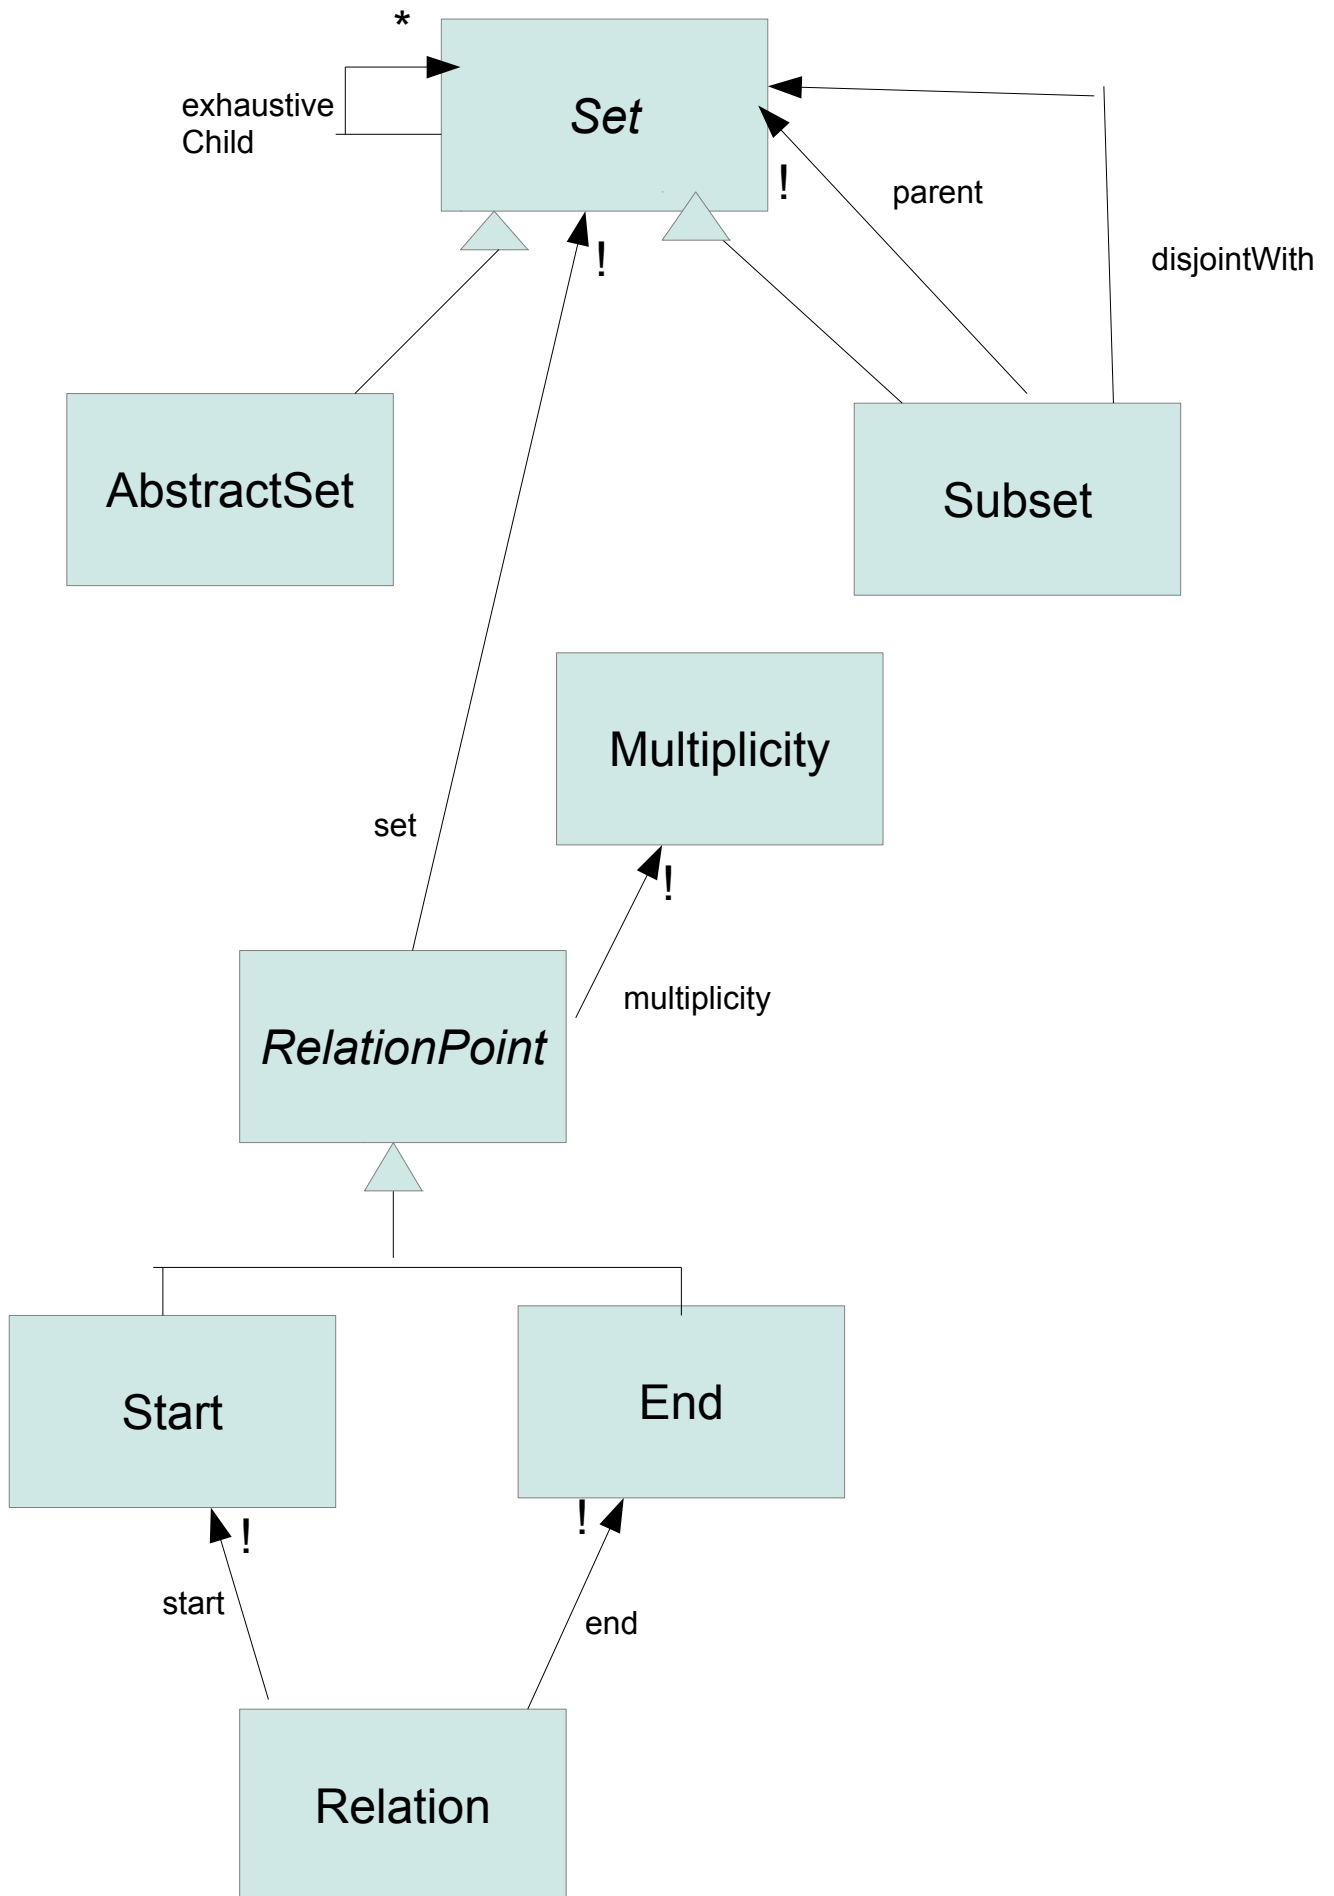 *
exhaustive
Child
Set
!
parent
!
disjointWith
AbstractSet
Subset
Multiplicity
set
!
multiplicity
RelationPoint
Start
End
!
!
start
end
Relation